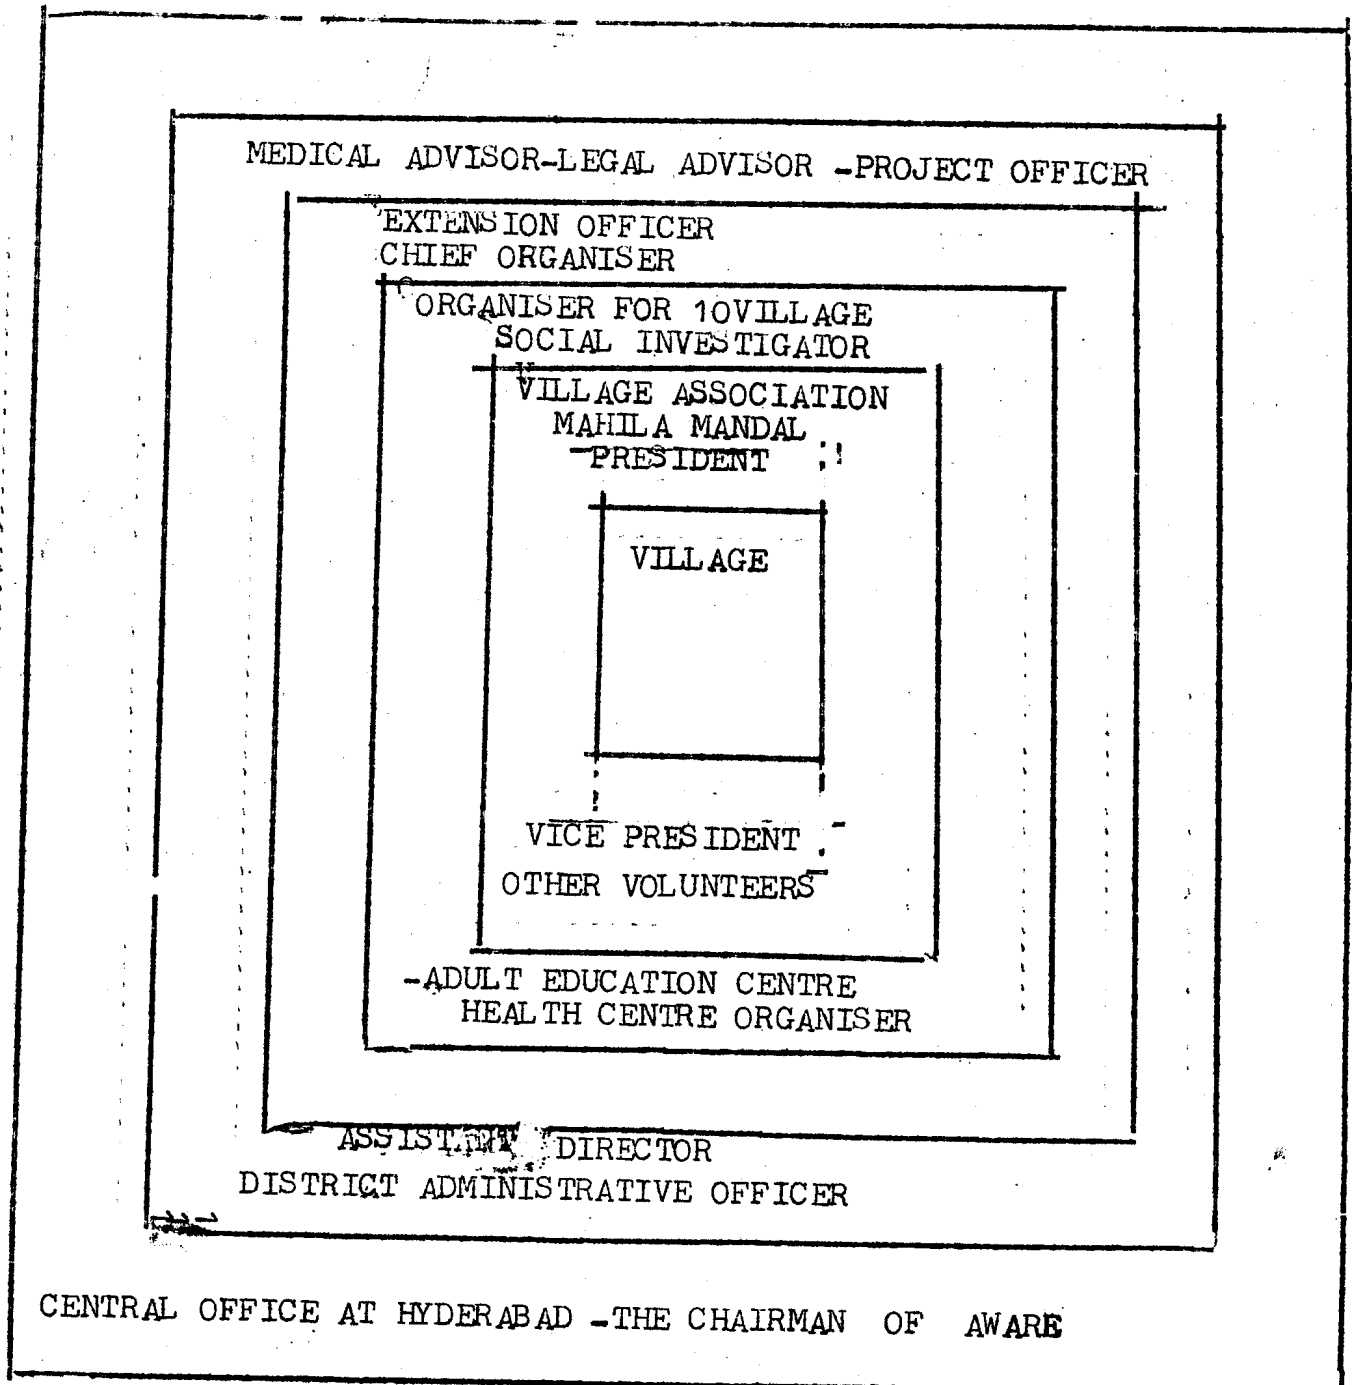 MEDICAL ADVISOR-LEGAL ADVISOR -PROJECT OFFICER
EXTENSION OFFICER
CHIEF ORGANISER
ORGANISER FOR 10VILLAGE
SOCIAL INVESTIGATOR
VILLAGE ASSOCIATION
MAHILA MANDAL
-PRESIDENT
VILLAGE
VICE PRESIDENT
OTHER VOLUNTEERS
-ADULT EDUCATION CENTRE
HEALTH CENTRE ORGANISER
ASSISTANT DIRECTOR
DISTRICT ADMINISTRATIVE OFFICER
CENTRAL OFFICE AT HYDERABAD -THE CHAIRMAN OF AWARE